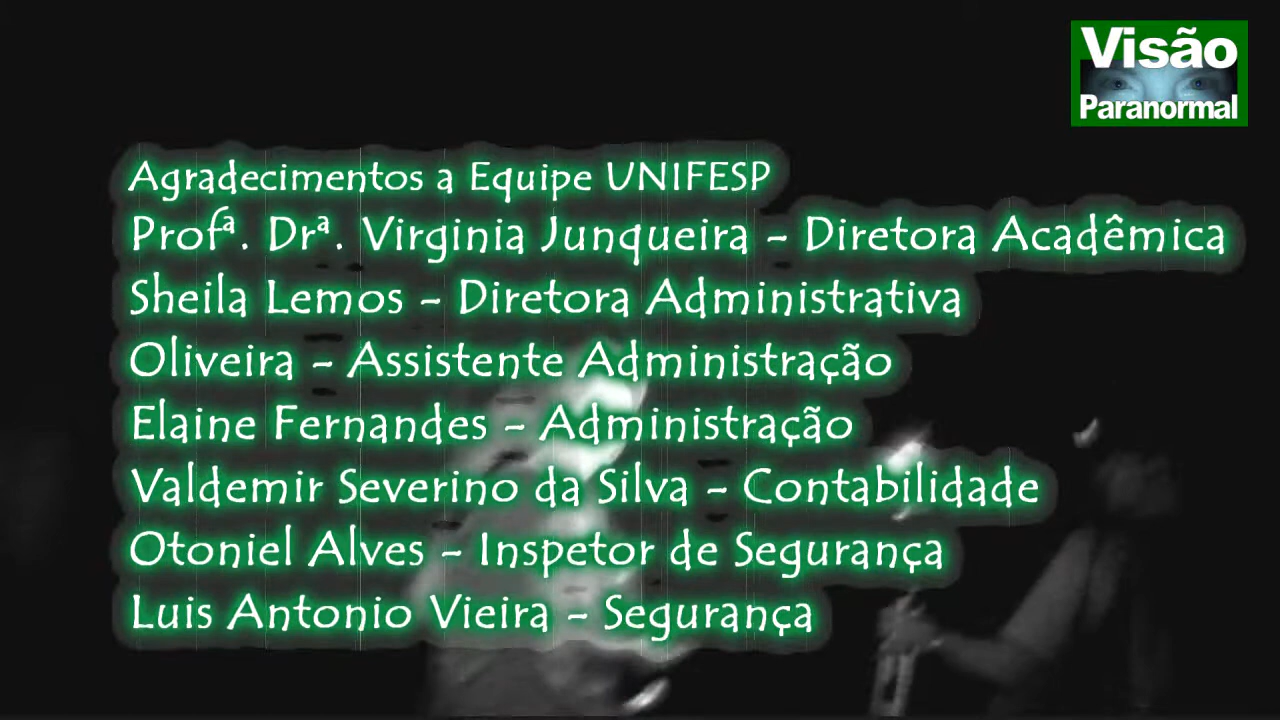 Visão
Paranormal
Agradecimentos a Equipe UNIFESP
Profª. Drª. Virginia Junqueira - Diretora Acadêmica
Sheila Lemos - Diretora Administrativa
Oliveira - Assistente Administração
Elaine Fernandes - Administração
Valdemir Severino da Silva - Contabilidade
Otoniel Alves - Inspetor de Segurança
Luis Antonio Vieira - Segurança